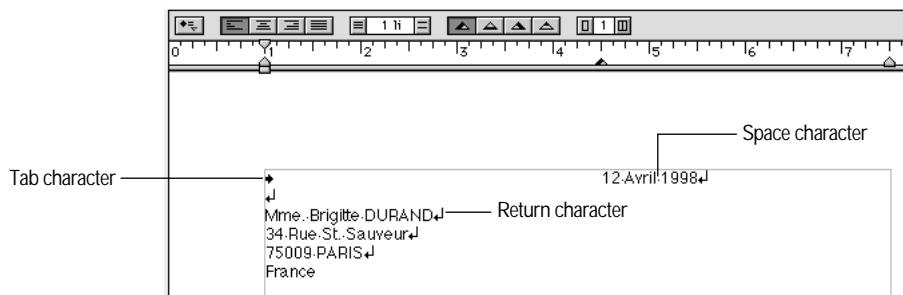 1 li
1
0 1 2 3 4 5 6 7
Space character
Tab character
12·Avril·1998↵
↵
Mme.·Brigitte·DURAND↵
Return character
34·Rue·St.·Sauveur↵
75009·PARIS↵
France